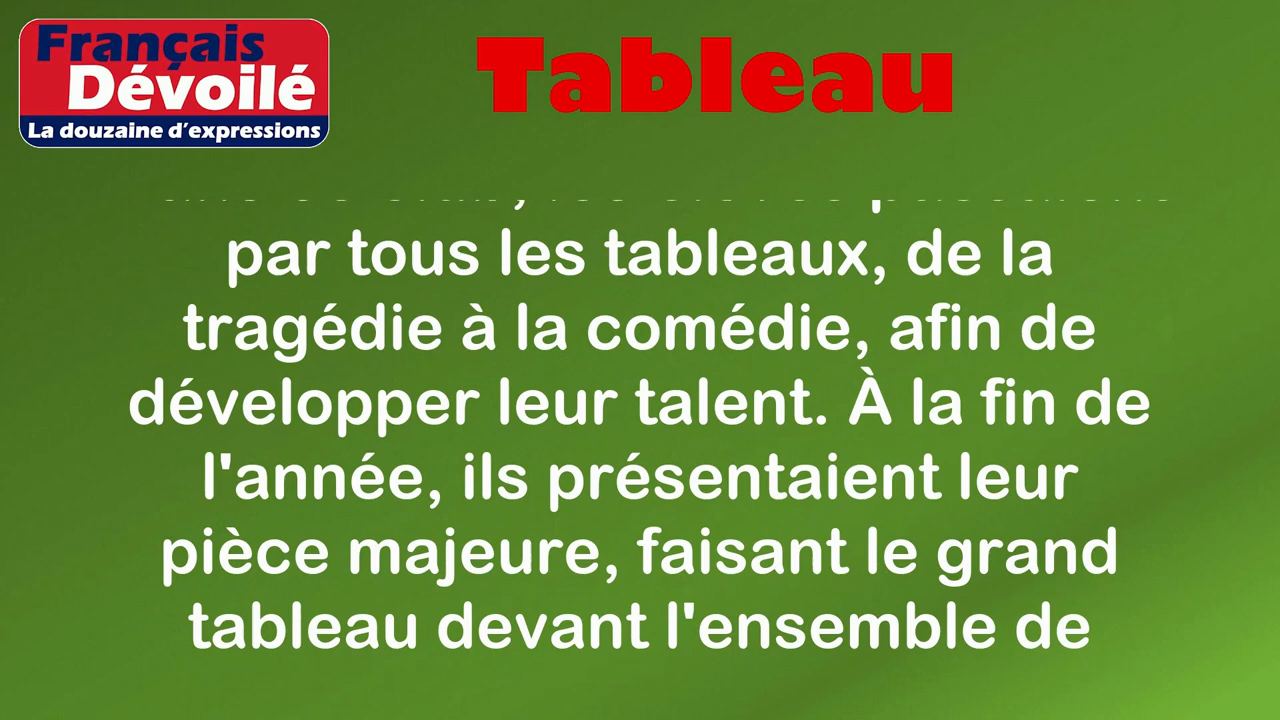 Français
Dévoilé
La douzaine d'expressions
Tableau
par tous les tableaux, de la
tragédie à la comédie, afin de
développer leur talent. À la fin de
l'année, ils présentaient leur
pièce majeure, faisant le grand
tableau devant l'ensemble de